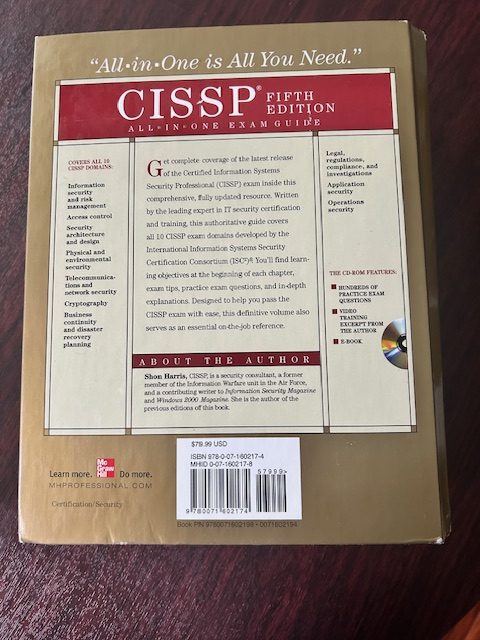 “All-in-One is All You Need.”
CISSP® FIFTH EDITION
ALL-IN-ONE EXAM GUIDE
COVERS ALL 10
CISSP DOMAINS:
Information
security
and risk
management
Access control
Security
architecture
and design
Physical and
environmental
security
Telecommunica-
tions and
network security
Cryptography
Business
continuity
and disaster
recovery
planning
Get complete coverage of the latest release
of the Certified Information Systems
Security Professional (CISSP) exam inside this
comprehensive, fully updated resource. Written
by the leading expert in IT security certification
and training, this authoritative guide covers
all 10 CISSP exam domains developed by the
International Information Systems Security
Certification Consortium (ISC²)®. You'll find learn-
ing objectives at the beginning of each chapter,
exam tips, practice exam questions, and in-depth
explanations. Designed to help you pass the
CISSP exam with ease, this definitive volume also
serves as an essential on-the-job reference.
ABOUT THE AUTHOR
Shon Harris, CISSP, is a security consultant, a former
member of the Information Warfare unit in the Air Force,
and a contributing writer to Information Security Magazine
and Windows 2000 Magazine. She is the author of the
previous editions of this book.
Legal,
regulations,
compliance, and
investigations
Application
security
Operations
security
THE CD-ROM FEATURES:
HUNDREDS OF
PRACTICE EXAM
QUESTIONS
VIDEO
TRAINING
EXCERPT FROM
THE AUTHOR
E-BOOK
$79.99 USD
ISBN 978-0-07-160217-4
MHID 0-07-160217-8
57999>
9780071602174
Book P/N 9780071602198 • 0071602194
Learn more. Mc Graw Hill Do more.
MHPROFESSIONAL.COM
Certification/Security